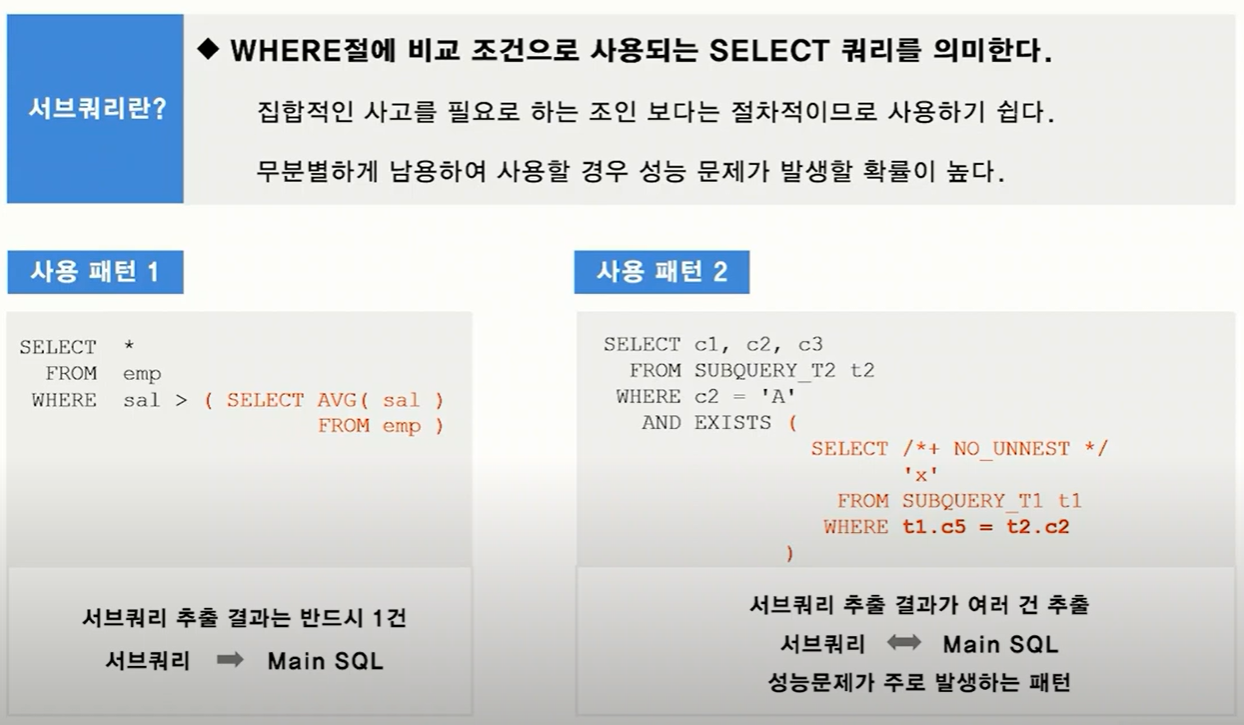 서브쿼리란?
◆ WHERE절에 비교 조건으로 사용되는 SELECT 쿼리를 의미한다.
집합적인 사고를 필요로 하는 조인 보다는 절차적이므로 사용하기 쉽다.
무분별하게 남용하여 사용할 경우 성능 문제가 발생할 확률이 높다.
사용 패턴 1
SELECT *
FROM emp
WHERE sal > ( SELECT AVG( sal )
FROM emp )
서브쿼리 추출 결과는 반드시 1건
서브쿼리 ➡ Main SQL
사용 패턴 2
SELECT c1, c2, c3
FROM SUBQUERY_T2 t2
WHERE c2 = 'A'
AND EXISTS (
SELECT /*+ NO_UNNEST */
'x'
FROM SUBQUERY_T1 t1
WHERE t1.c5 = t2.c2
)
서브쿼리 추출 결과가 여러 건 추출
서브쿼리 ⬌ Main SQL
성능문제가 주로 발생하는 패턴